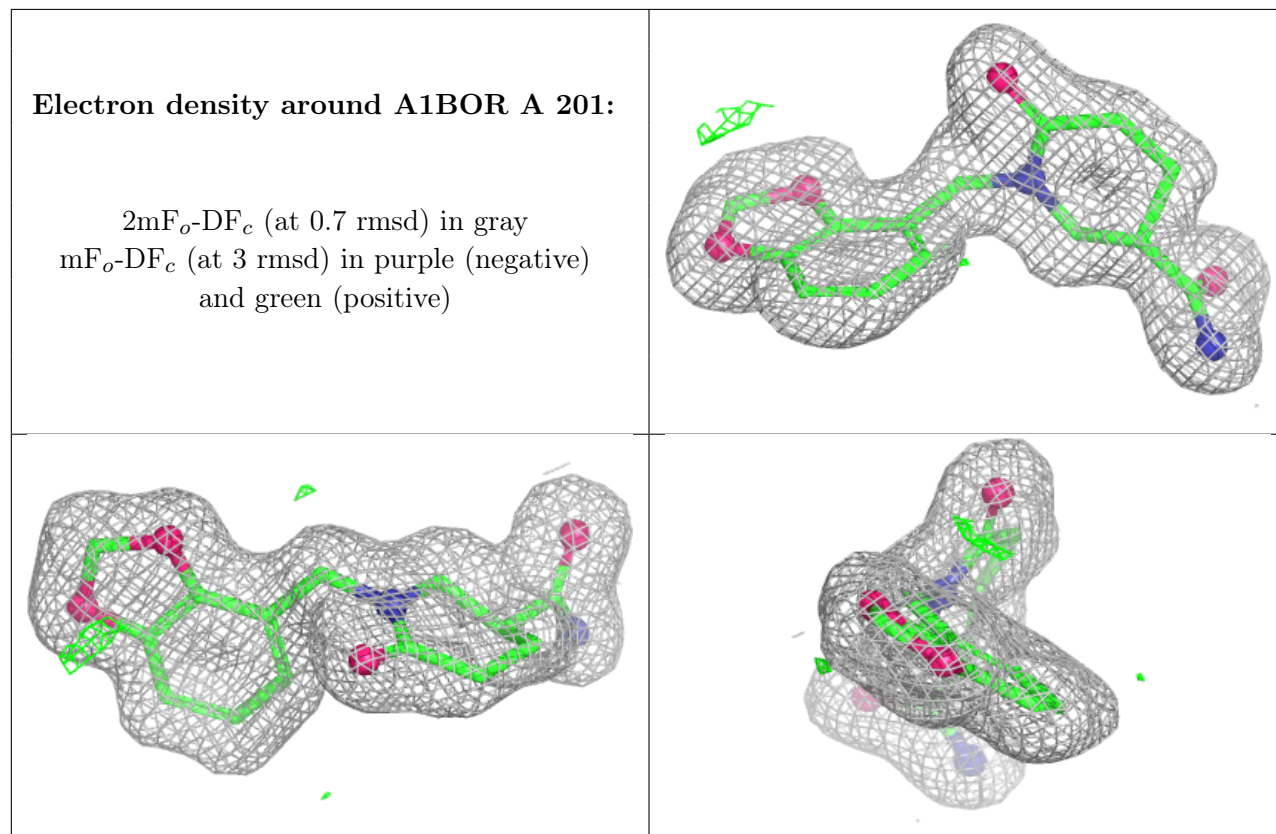 Electron density around A1BOR A 201:
2mFo-DFc (at 0.7 rmsd) in gray
mFo-DFc (at 3 rmsd) in purple (negative)
and green (positive)